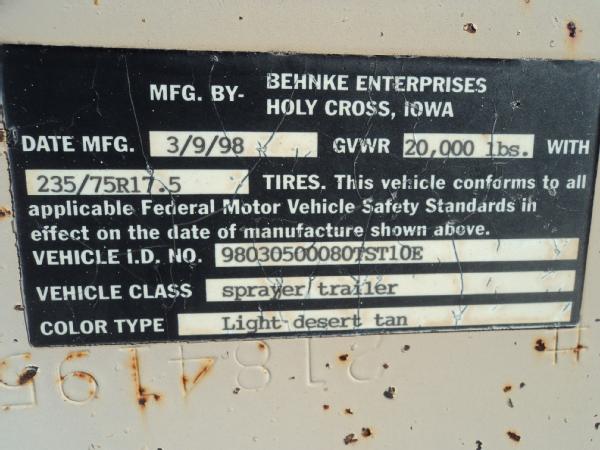 MFG. BY- BEHNKE ENTERPRISES
HOLY CROSS, IOWA
DATE MFG. 3/9/98 GVWR 20,000 lbs. WITH
235/75R17.5 TIRES. This vehicle conforms to all
applicable Federal Motor Vehicle Safety Standards in
effect on the date of manufacture shown above.
VEHICLE I.D. NO. 98030500080TST10E
VEHICLE CLASS sprayer trailer
COLOR TYPE Light desert tan